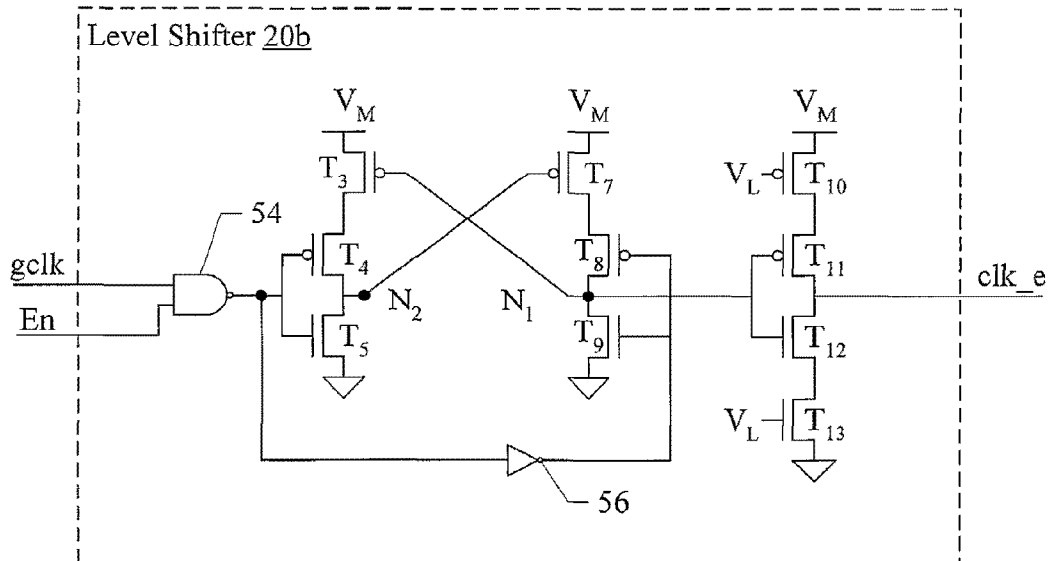 Level Shifter 20b
V_M V_M V_M
T_3 T_7 V_L T_10
54
gclk T_4 T_8 T_11 clk_e
N_2 N_1
En T_5 T_9 T_12
V_L T_13
56